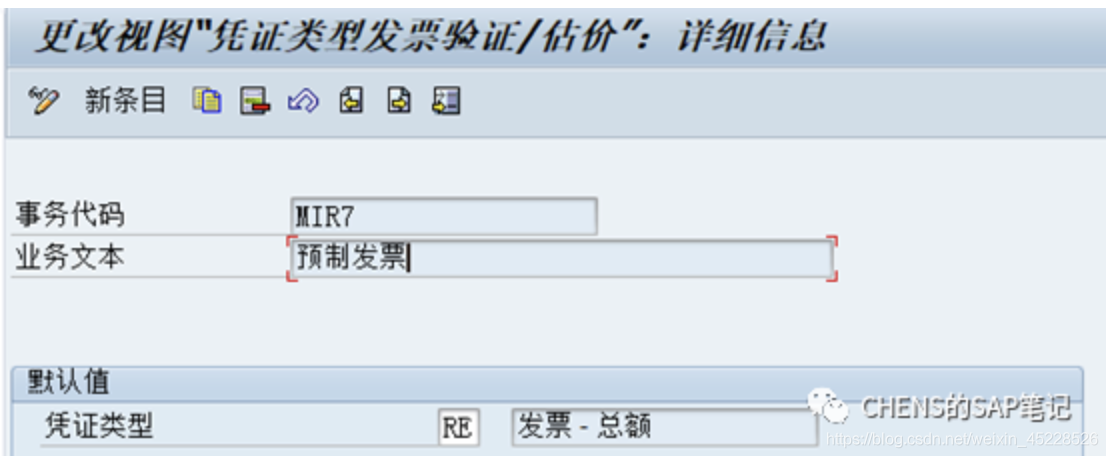 更改视图“凭证类型发票验证/估价”：详细信息
新条目
事务代码 MIR7
业务文本 预制发票
默认值
凭证类型 RE 发票 - 总额
CHENS的SAP笔记
https://blog.csdn.net/weixin_45228526